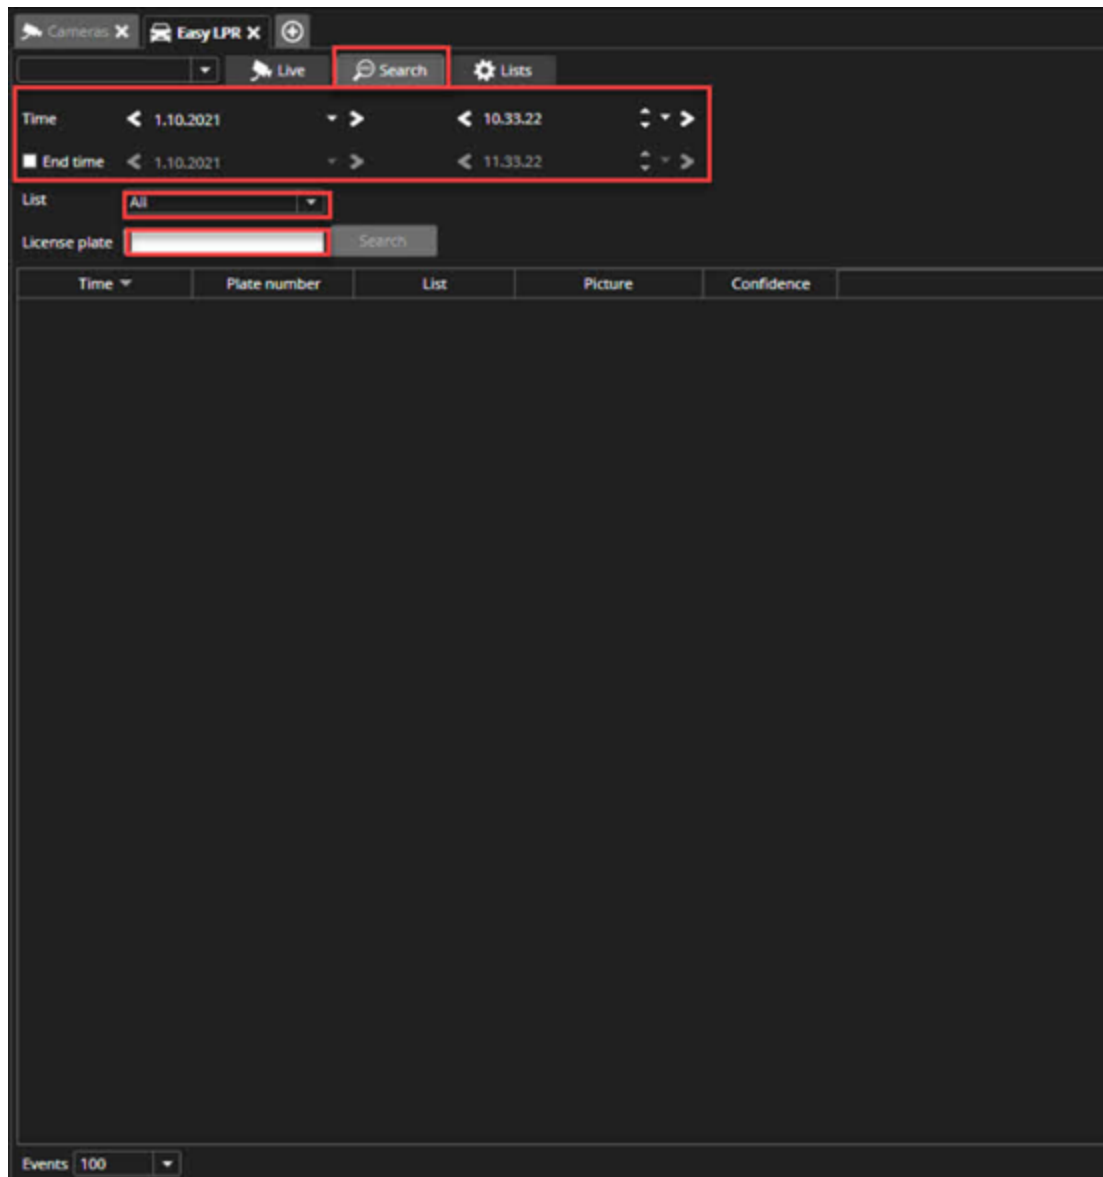 Cameras Easy LPR
Live Search Lists
Time 1.10.2021 10.33.22
End time 1.10.2021 11.33.22
List All
License plate Search
Time Plate number List Picture Confidence
Events 100